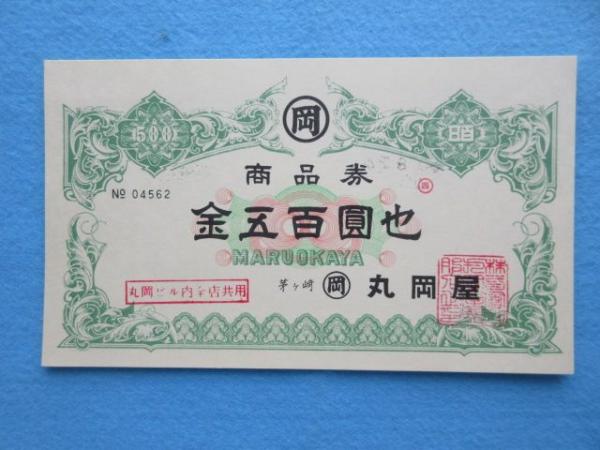 500
岡
商品券
№ 04562
金五百圓也
MARUOKAYA
丸岡ビル内各店共用
茅ヶ崎 岡 丸岡屋